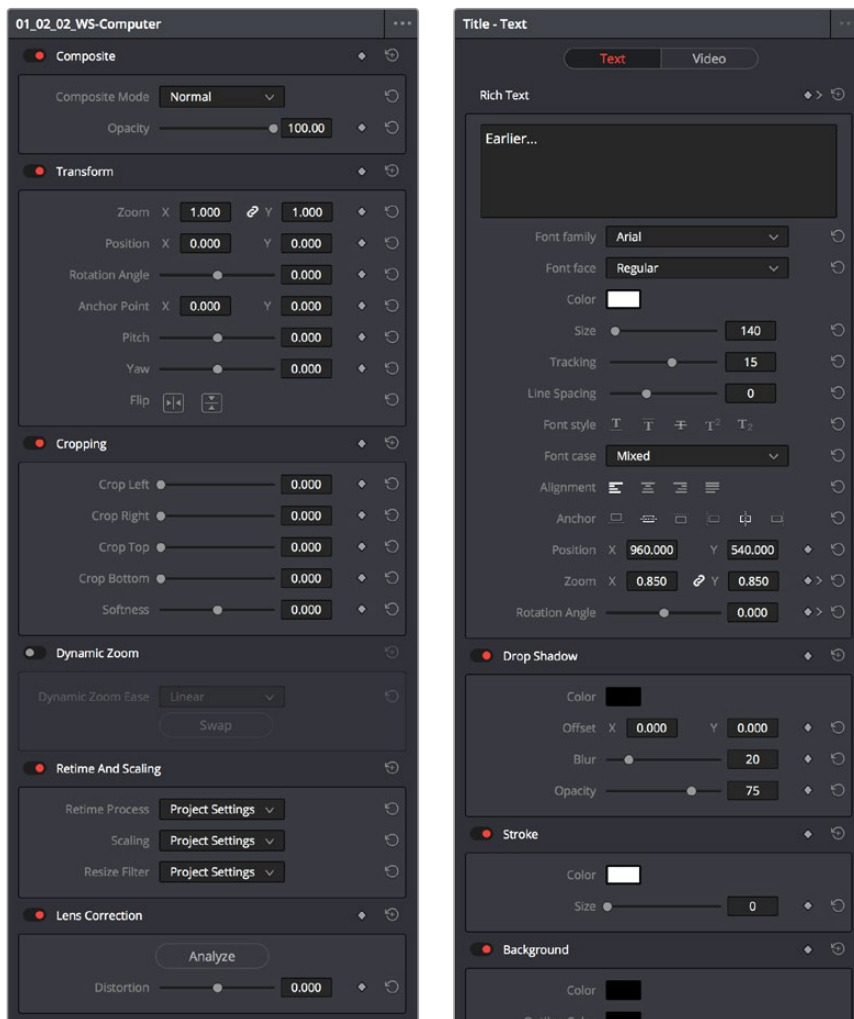 01_02_02_WS-Computer
Composite
Composite Mode Normal
Opacity 100.00
Transform
Zoom X 1.000 Y 1.000
Position X 0.000 Y 0.000
Rotation Angle 0.000
Anchor Point X 0.000 Y 0.000
Pitch 0.000
Yaw 0.000
Flip
Cropping
Crop Left 0.000
Crop Right 0.000
Crop Top 0.000
Crop Bottom 0.000
Softness 0.000
Dynamic Zoom
Dynamic Zoom Ease Linear
Swap
Retime And Scaling
Retime Process Project Settings
Scaling Project Settings
Resize Filter Project Settings
Lens Correction
Analyze
Distortion 0.000
Title - Text
Text Video
Rich Text
Earlier...
Font family Arial
Font face Regular
Color
Size 140
Tracking 15
Line Spacing 0
Font style T T T T² T₂
Font case Mixed
Alignment
Anchor
Position X 960.000 Y 540.000
Zoom X 0.850 Y 0.850
Rotation Angle 0.000
Drop Shadow
Color
Offset X 0.000 Y 0.000
Blur 20
Opacity 75
Stroke
Color
Size 0
Background
Color